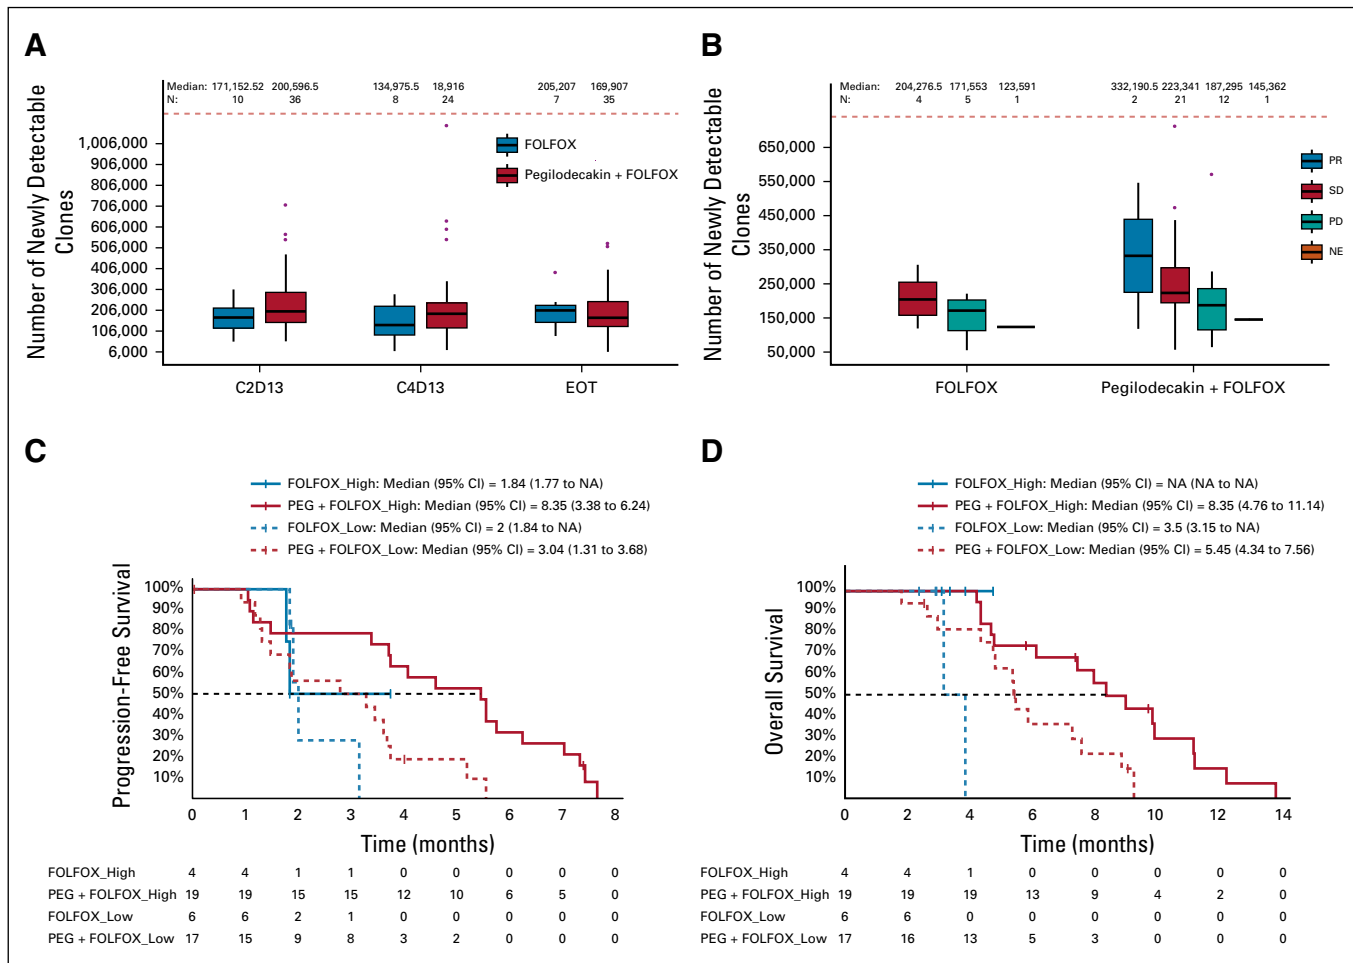 A
Median: 171,152.52 200,596.5 134,975.5 18,916 205,207 169,907
N: 10 36 8 24 7 35
Number of Newly Detectable Clones
1,006,000
906,000
806,000
706,000
606,000
506,000
406,000
306,000
206,000
106,000
6,000
FOLFOX
Pegilodecakin + FOLFOX
C2D13 C4D13 EOT
B
Median: 204,276.5 171,553 123,591 332,190.5 223,341 187,295 145,362
N: 4 5 1 2 21 12 1
Number of Newly Detectable Clones
650,000
550,000
450,000
350,000
250,000
150,000
50,000
PR
SD
PD
NE
FOLFOX Pegilodecakin + FOLFOX
C
FOLFOX_High: Median (95% CI) = 1.84 (1.77 to NA)
PEG + FOLFOX_High: Median (95% CI) = 8.35 (3.38 to 6.24)
FOLFOX_Low: Median (95% CI) = 2 (1.84 to NA)
PEG + FOLFOX_Low: Median (95% CI) = 3.04 (1.31 to 3.68)
Progression-Free Survival
100%
90%
80%
70%
60%
50%
40%
30%
20%
10%
0 1 2 3 4 5 6 7 8
Time (months)
FOLFOX_High 4 4 1 1 0 0 0 0 0
PEG + FOLFOX_High 19 19 15 15 12 10 6 5 0
FOLFOX_Low 6 6 2 1 0 0 0 0 0
PEG + FOLFOX_Low 17 15 9 8 3 2 0 0 0
D
FOLFOX_High: Median (95% CI) = NA (NA to NA)
PEG + FOLFOX_High: Median (95% CI) = 8.35 (4.76 to 11.14)
FOLFOX_Low: Median (95% CI) = 3.5 (3.15 to NA)
PEG + FOLFOX_Low: Median (95% CI) = 5.45 (4.34 to 7.56)
Overall Survival
100%
90%
80%
70%
60%
50%
40%
30%
20%
10%
0 2 4 6 8 10 12 14
Time (months)
FOLFOX_High 4 4 1 0 0 0 0 0
PEG + FOLFOX_High 19 19 19 13 9 4 2 0
FOLFOX_Low 6 6 0 0 0 0 0 0
PEG + FOLFOX_Low 17 16 13 5 3 0 0 0